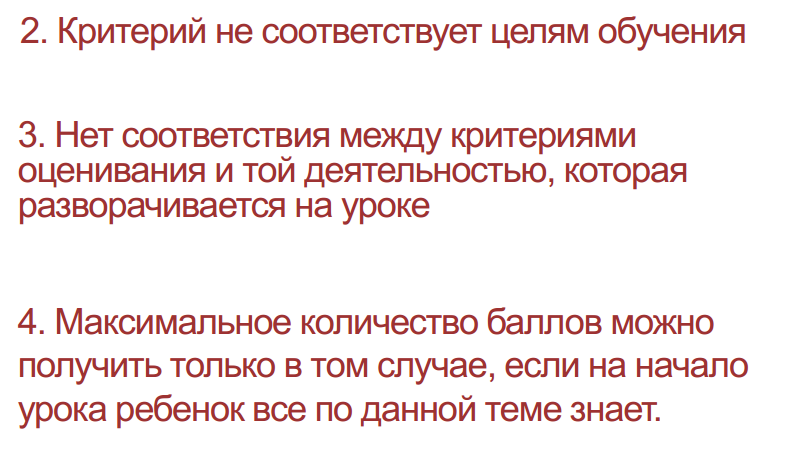 2. Критерий не соответствует целям обучения
3. Нет соответствия между критериями
оценивания и той деятельностью, которая
разворачивается на уроке
4. Максимальное количество баллов можно
получить только в том случае, если на начало
урока ребенок все по данной теме знает.